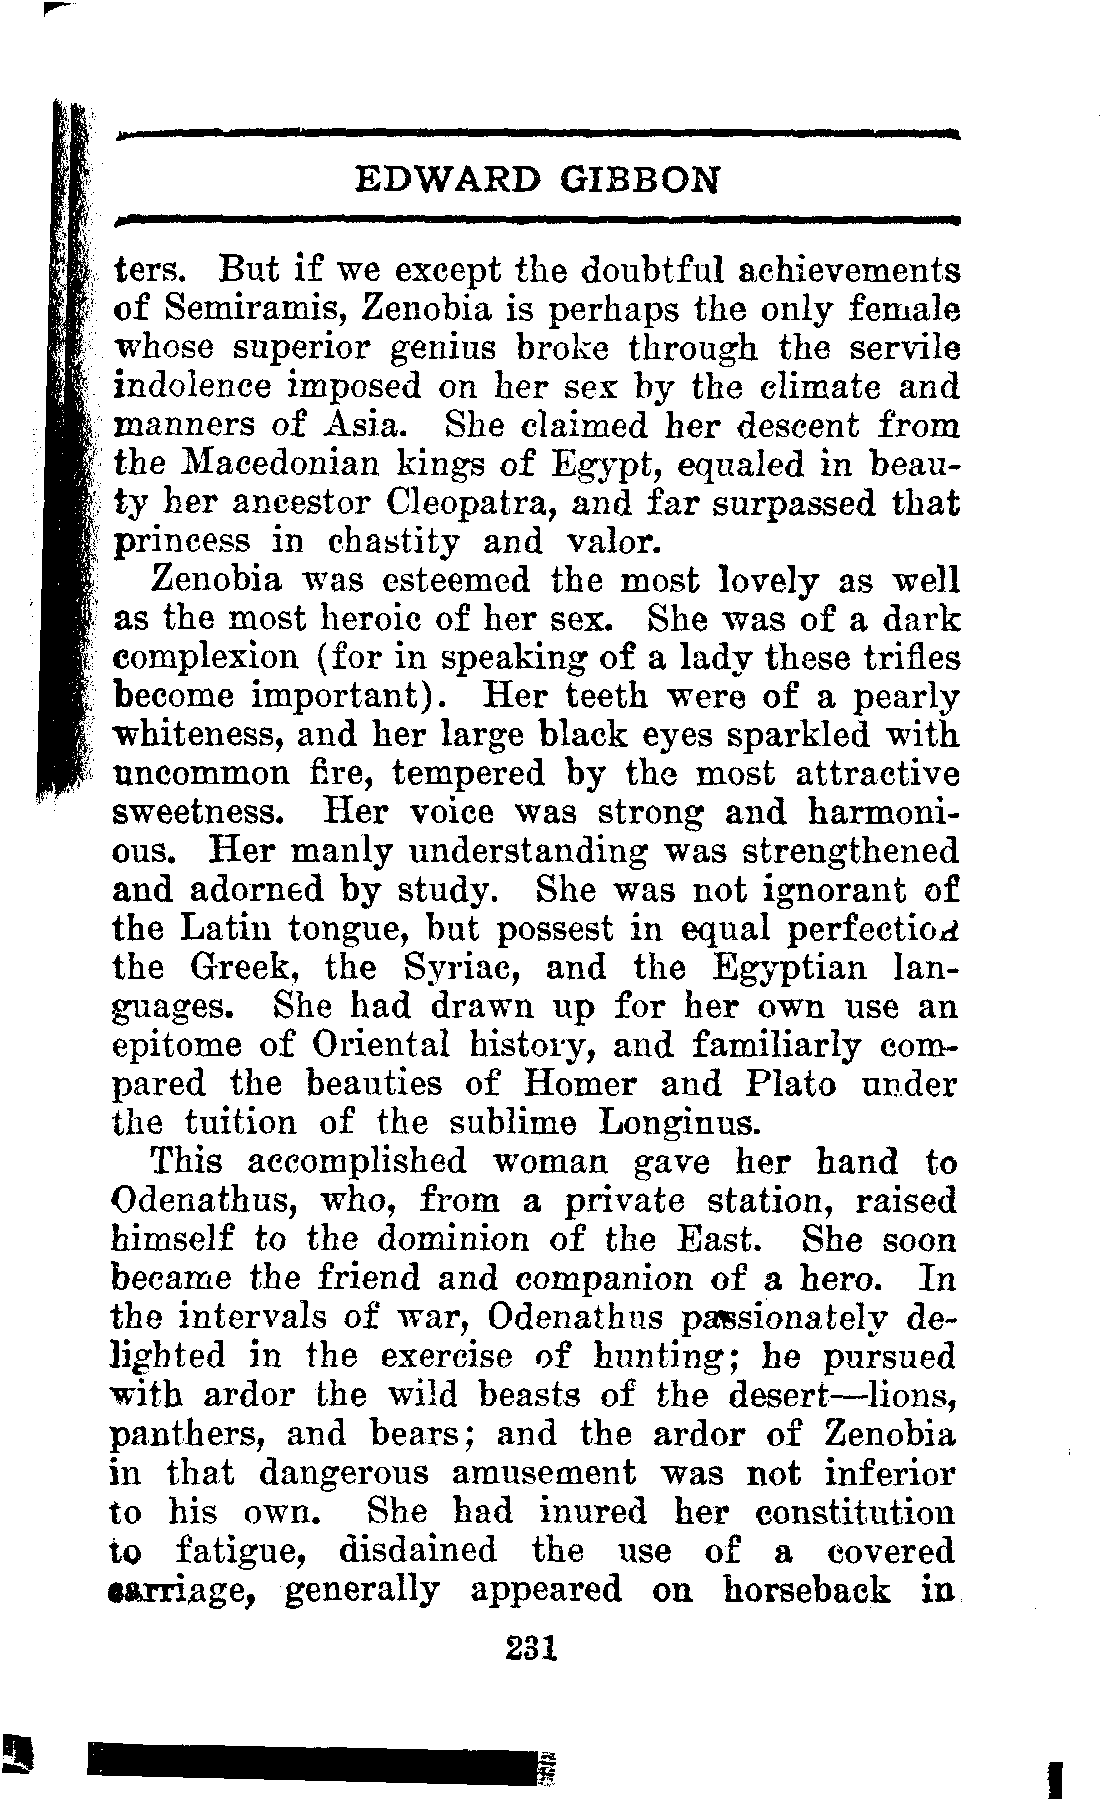 EDWARD GIBBON
ters. But if we except the doubtful achievements
of Semiramis, Zenobia is perhaps the only female
whose superior genius broke through the servile
indolence imposed on her sex by the climate and
manners of Asia. She claimed her descent from
the Macedonian kings of Egypt, equaled in beau-
ty her ancestor Cleopatra, and far surpassed that
princess in chastity and valor.
Zenobia was esteemed the most lovely as well
as the most heroic of her sex. She was of a dark
complexion (for in speaking of a lady these trifles
become important). Her teeth were of a pearly
whiteness, and her large black eyes sparkled with
uncommon fire, tempered by the most attractive
sweetness. Her voice was strong and harmoni-
ous. Her manly understanding was strengthened
and adorned by study. She was not ignorant of
the Latin tongue, but possest in equal perfection
the Greek, the Syriac, and the Egyptian lan-
guages. She had drawn up for her own use an
epitome of Oriental history, and familiarly com-
pared the beauties of Homer and Plato under
the tuition of the sublime Longinus.
This accomplished woman gave her hand to
Odenathus, who, from a private station, raised
himself to the dominion of the East. She soon
became the friend and companion of a hero. In
the intervals of war, Odenathus passionately de-
lighted in the exercise of hunting; he pursued
with ardor the wild beasts of the desert—lions,
panthers, and bears; and the ardor of Zenobia
in that dangerous amusement was not inferior
to his own. She had inured her constitution
to fatigue, disdained the use of a covered
carriage, generally appeared on horseback in
231